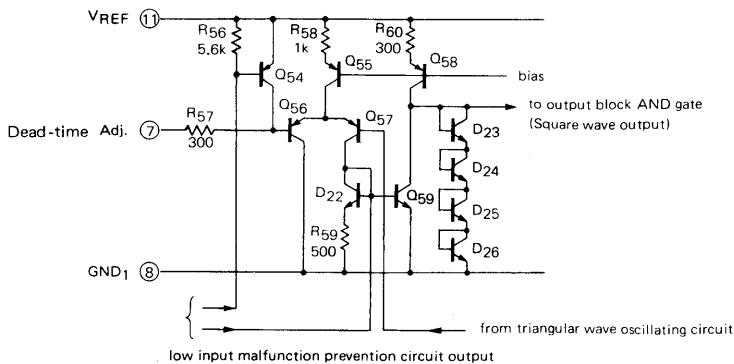 VREF 11
R56
5.6k
R58
1k
R60
300
Q54
Q55
Q58
bias
R57
300
Dead-time Adj. 7
Q56
Q57
to output block AND gate
(Square wave output)
D23
D24
D22
Q59
D25
R59
500
D26
GND1 8
from triangular wave oscillating circuit
low input malfunction prevention circuit output